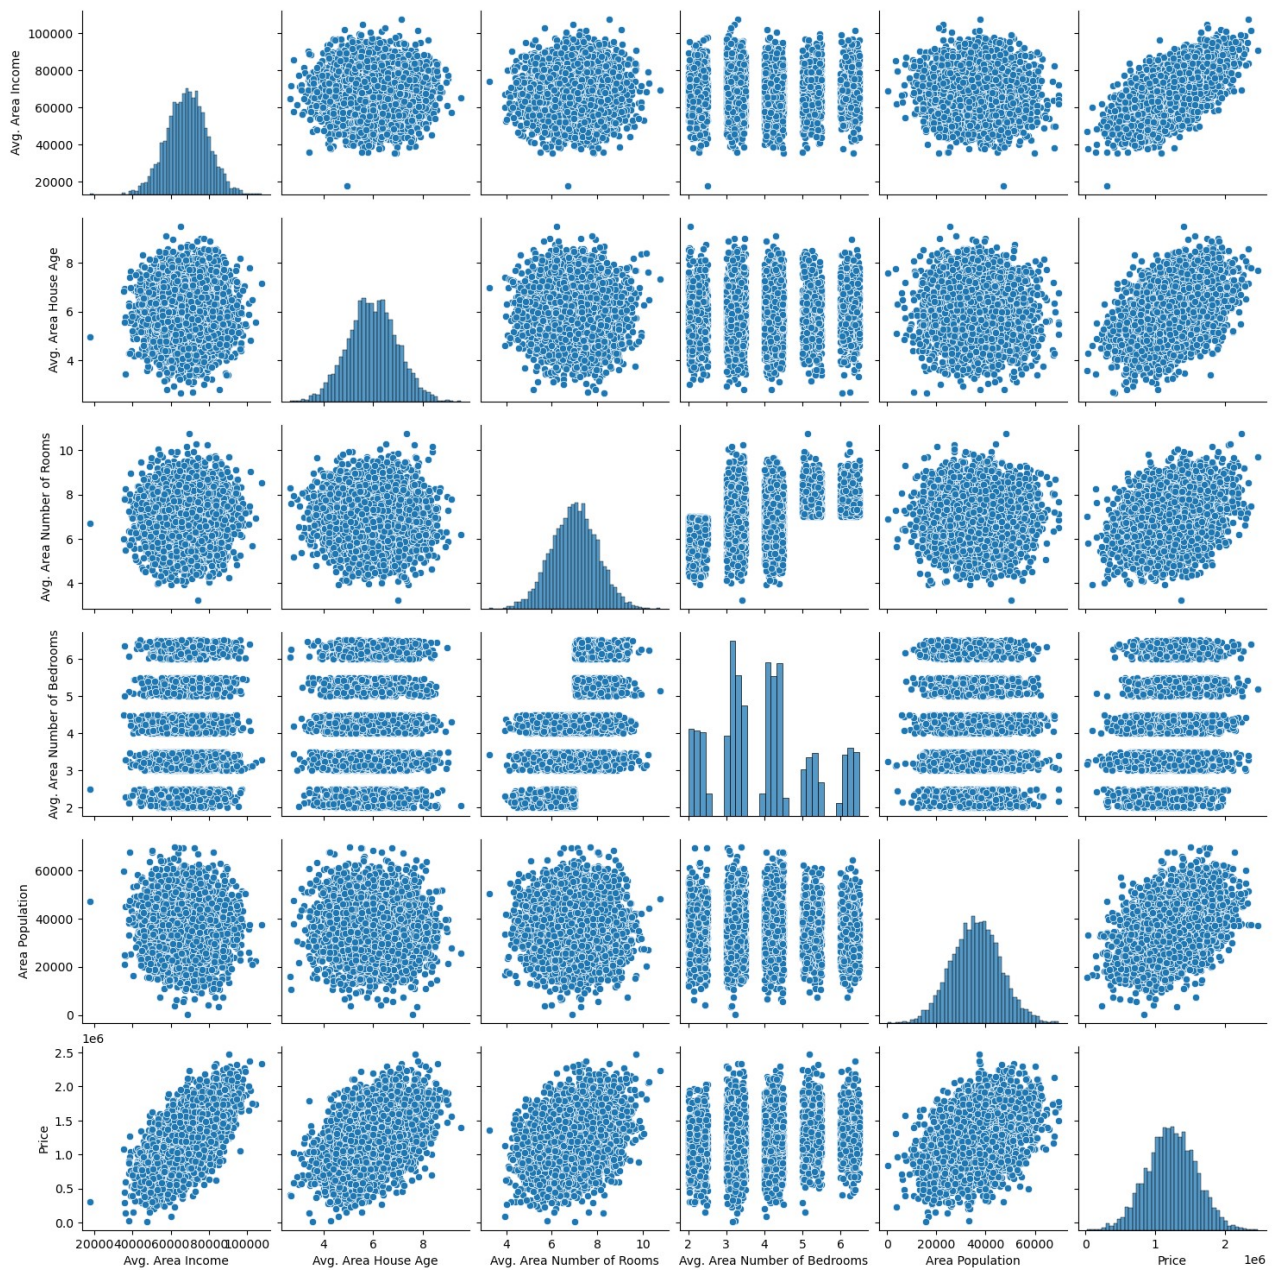 Avg. Area Income
100000
80000
60000
40000
20000
Avg. Area House Age
8
6
4
Avg. Area Number of Rooms
10
8
6
4
Avg. Area Number of Bedrooms
6
5
4
3
2
Area Population
60000
40000
20000
0
1e6
Price
2.5
2.0
1.5
1.0
0.5
0.0
20000 40000 60000 80000 100000
4 6 8
4 6 8 10
2 3 4 5 6
0 20000 40000 60000
0 1 2
1e6
Avg. Area Income
Avg. Area House Age
Avg. Area Number of Rooms
Avg. Area Number of Bedrooms
Area Population
Price